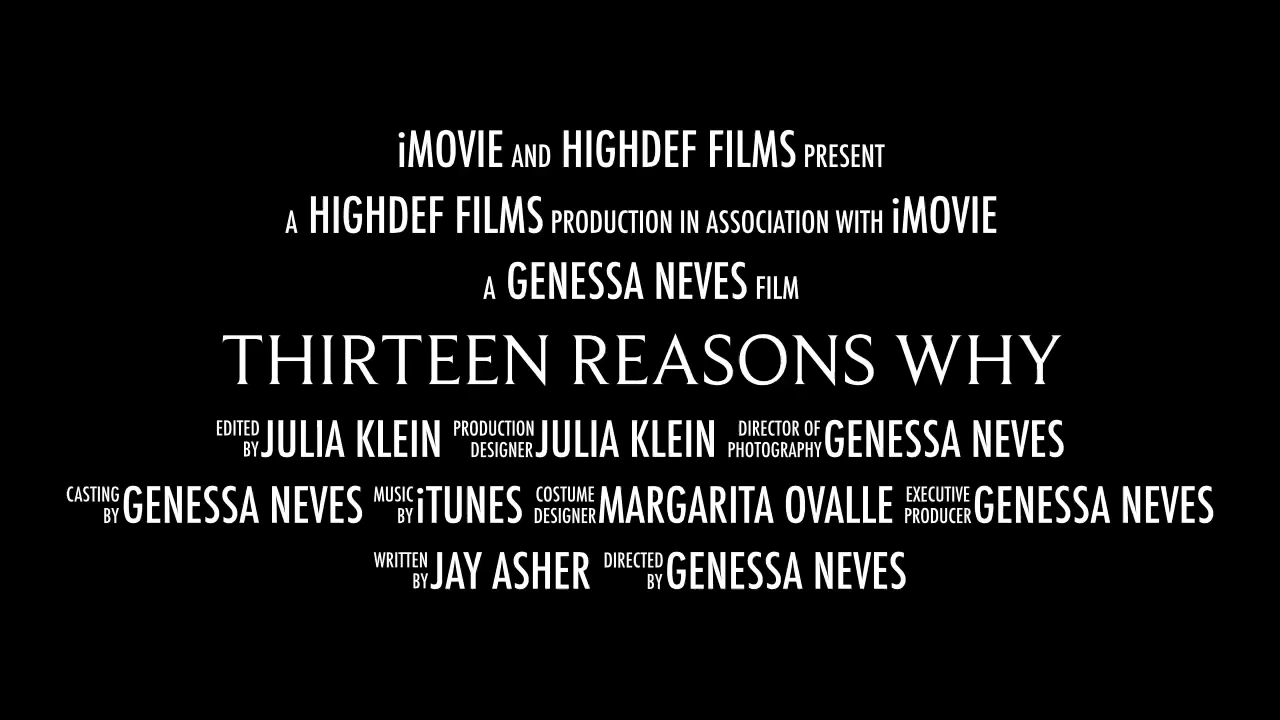 iMOVIE AND HIGHDEF FILMS PRESENT
A HIGHDEF FILMS PRODUCTION IN ASSOCIATION WITH iMOVIE
A GENESSA NEVES FILM
THIRTEEN REASONS WHY
EDITED BY JULIA KLEIN PRODUCTION DESIGNER JULIA KLEIN DIRECTOR OF PHOTOGRAPHY GENESSA NEVES
CASTING BY GENESSA NEVES MUSIC BY iTUNES COSTUME DESIGNER MARGARITA OVALLE EXECUTIVE PRODUCER GENESSA NEVES
WRITTEN BY JAY ASHER DIRECTED BY GENESSA NEVES